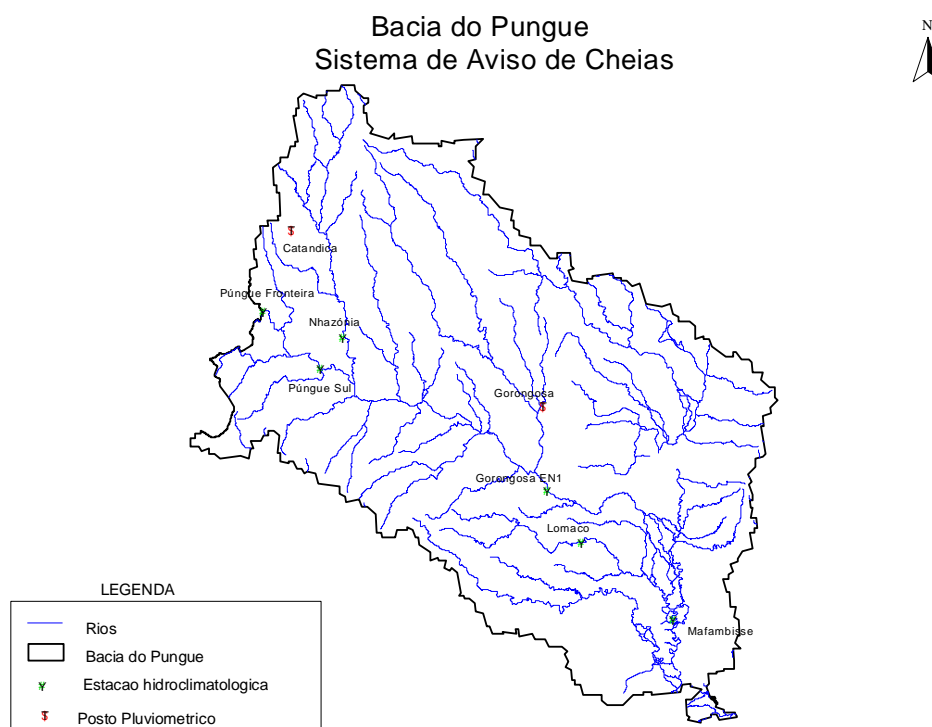 Bacia do Pungue
Sistema de Aviso de Cheias
N
Catandica
Púngue Fronteira
Nhazónia
Púngue Sul
Gorongosa
Gorongosa EN1
Lomaco
Mafambisse
LEGENDA
Rios
Bacia do Pungue
Estacao hidroclimatologica
Posto Pluviometrico